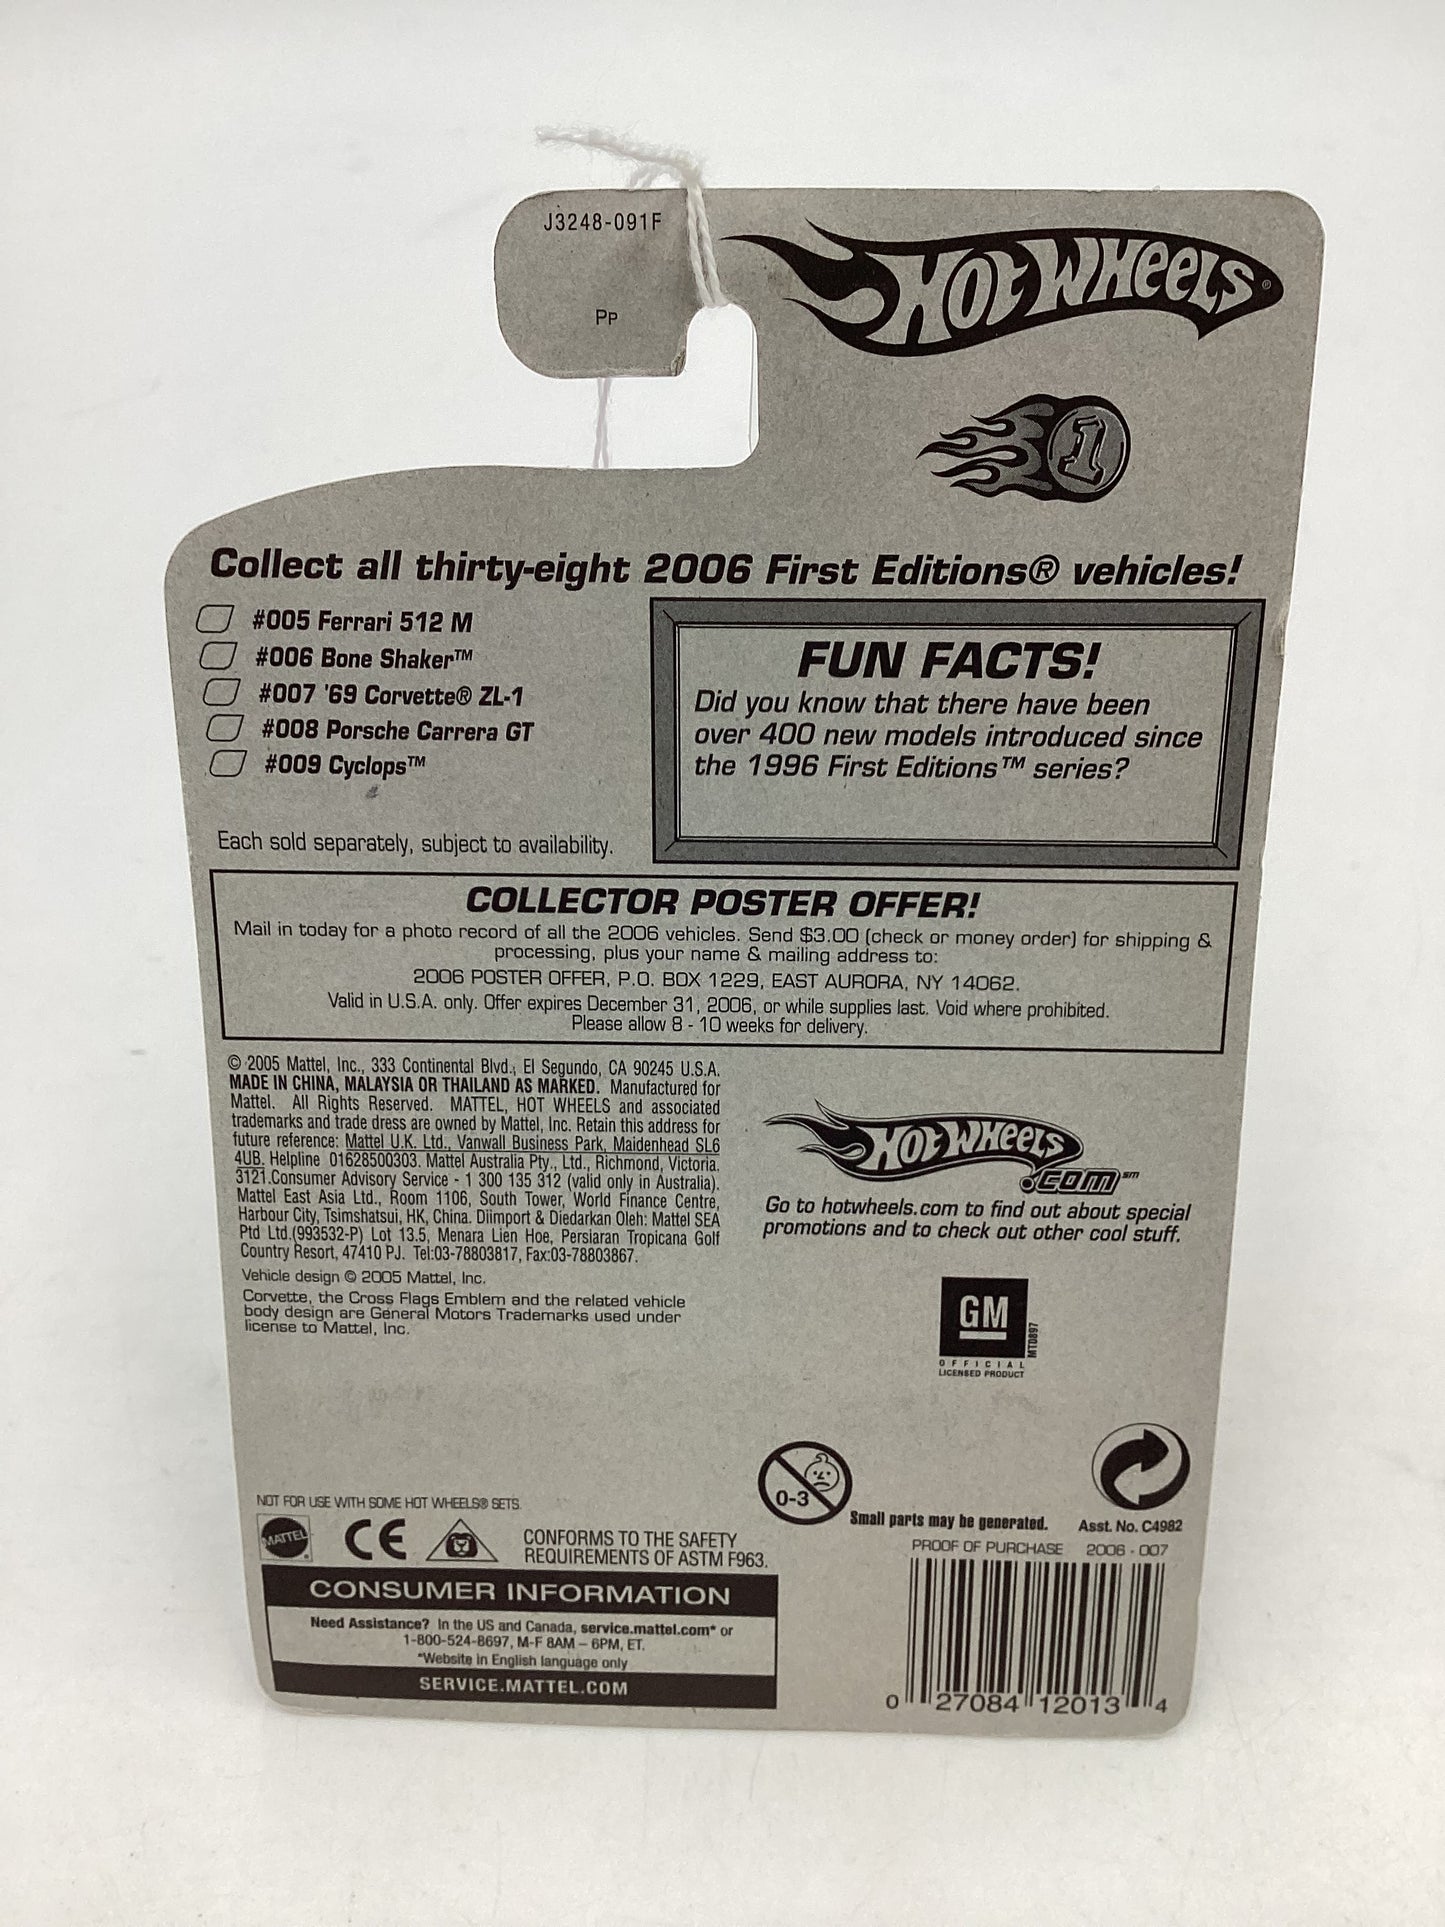 J3248-091F
PP
HOT WHEELS®
1
Collect all thirty-eight 2006 First Editions® vehicles!
#005 Ferrari 512 M
#006 Bone Shaker™
#007 '69 Corvette® ZL-1
#008 Porsche Carrera GT
#009 Cyclops™
Each sold separately, subject to availability.
FUN FACTS!
Did you know that there have been
over 400 new models introduced since
the 1996 First Editions™ series?
COLLECTOR POSTER OFFER!
Mail in today for a photo record of all the 2006 vehicles. Send $3.00 (check or money order) for shipping &
processing, plus your name & mailing address to:
2006 POSTER OFFER, P.O. BOX 1229, EAST AURORA, NY 14062.
Valid in U.S.A. only. Offer expires December 31, 2006, or while supplies last. Void where prohibited.
Please allow 8 - 10 weeks for delivery.
© 2005 Mattel, Inc., 333 Continental Blvd., El Segundo, CA 90245 U.S.A.
MADE IN CHINA, MALAYSIA OR THAILAND AS MARKED. Manufactured for
Mattel. All Rights Reserved. MATTEL, HOT WHEELS and associated
trademarks and trade dress are owned by Mattel, Inc. Retain this address for
future reference: Mattel U.K. Ltd., Vanwall Business Park, Maidenhead SL6
4UB. Helpline 01628500303. Mattel Australia Pty., Ltd., Richmond, Victoria.
3121.Consumer Advisory Service - 1 300 135 312 (valid only in Australia).
Mattel East Asia Ltd., Room 1106, South Tower, World Finance Centre,
Harbour City, Tsimshatsui, HK, China. Diimport & Diedarkan Oleh: Mattel SEA
Ptd Ltd.(993532-P) Lot 13.5, Menara Lien Hoe, Persiaran Tropicana Golf
Country Resort, 47410 PJ. Tel:03-78803817, Fax:03-78803867.
Vehicle design © 2005 Mattel, Inc.
Corvette, the Cross Flags Emblem and the related vehicle
body design are General Motors Trademarks used under
license to Mattel, Inc.
HOT WHEELS
.COM℠
Go to hotwheels.com to find out about special
promotions and to check out other cool stuff.
GM
MTD897
OFFICIAL
LICENSED PRODUCT
0-3
Small parts may be generated.
Asst. No. C4982
NOT FOR USE WITH SOME HOT WHEELS® SETS.
MATTEL
CE
CONFORMS TO THE SAFETY
REQUIREMENTS OF ASTM F963.
CONSUMER INFORMATION
Need Assistance? In the US and Canada, service.mattel.com* or
1-800-524-8697, M-F 8AM – 6PM, ET.
*Website in English language only
SERVICE.MATTEL.COM
PROOF OF PURCHASE 2006 - 007
0 27084 12013 4